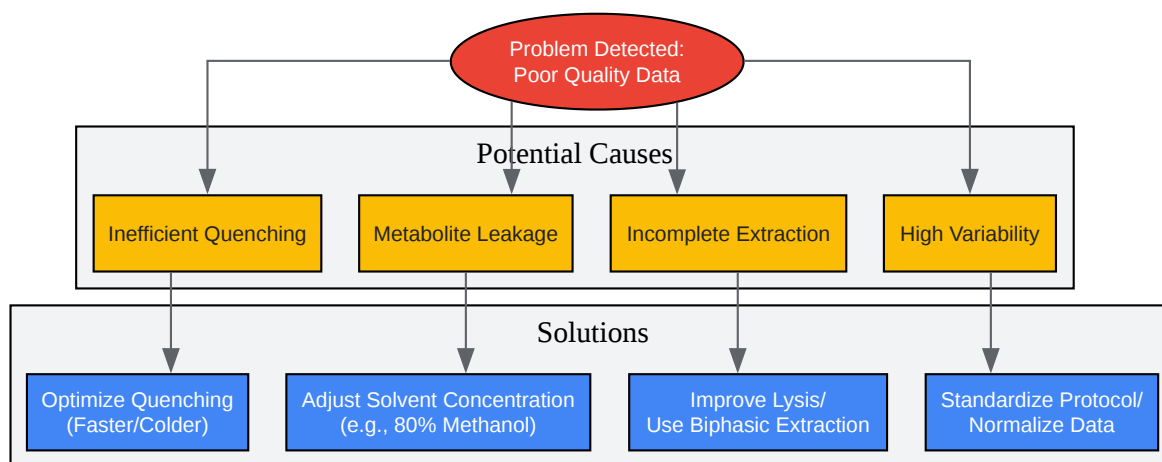 Problem Detected:
Poor Quality Data
Potential Causes
Inefficient Quenching
Metabolite Leakage
Incomplete Extraction
High Variability
Solutions
Optimize Quenching
(Faster/Colder)
Adjust Solvent Concentration
(e.g., 80% Methanol)
Improve Lysis/
Use Biphasic Extraction
Standardize Protocol/
Normalize Data